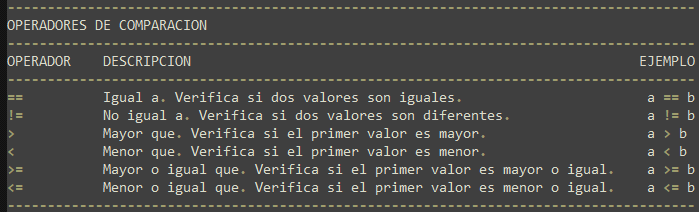 OPERADORES DE COMPARACION
OPERADOR DESCRIPCION EJEMPLO
== Igual a. Verifica si dos valores son iguales. a == b
!= No igual a. Verifica si dos valores son diferentes. a != b
> Mayor que. Verifica si el primer valor es mayor. a > b
< Menor que. Verifica si el primer valor es menor. a < b
>= Mayor o igual que. Verifica si el primer valor es mayor o igual. a >= b
<= Menor o igual que. Verifica si el primer valor es menor o igual. a <= b